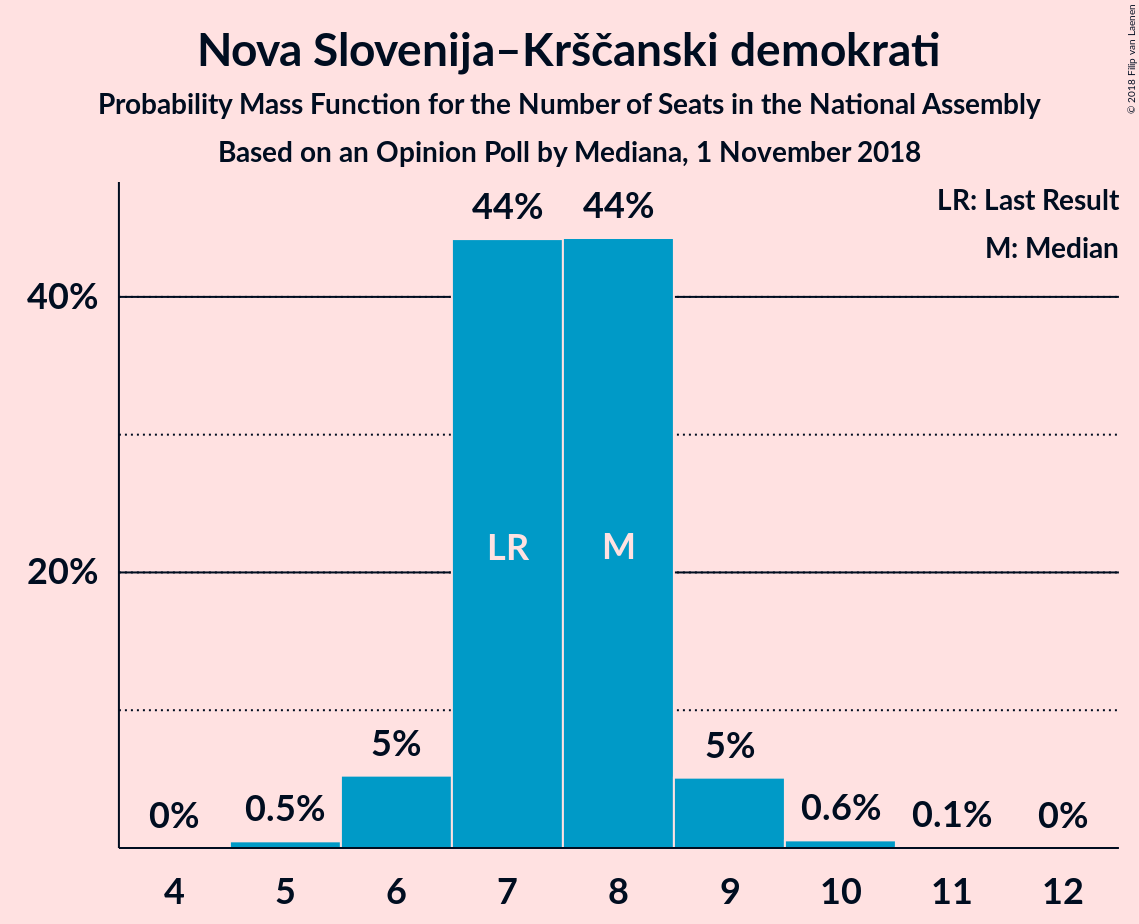 Nova Slovenija–Krščanski demokrati
Probability Mass Function for the Number of Seats in the National Assembly
Based on an Opinion Poll by Mediana, 1 November 2018
© 2018 Filip van Laenen
LR: Last Result
M: Median
44%
44%
40%
LR
M
20%
5%
5%
0%
0.5%
0.6%
0.1%
0%
4 5 6 7 8 9 10 11 12